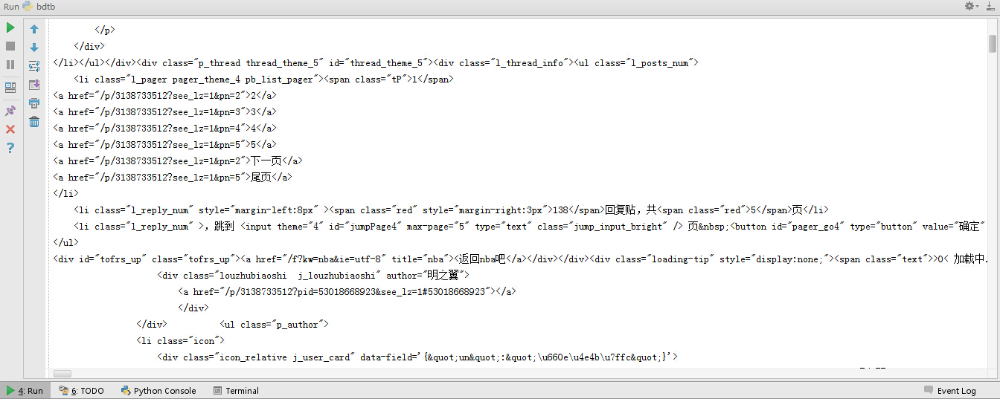 Run bdtb
</p>
</div>
</li></ul></div><div class="p_thread thread_theme_5" id="thread_theme_5"><div class="l_thread_info"><ul class="l_posts_num">
<li class="l_pager pager_theme_4 pb_list_pager"><span class="tP">1</span>
<a href="/p/3138733512?see_lz=1&pn=2">2</a>
<a href="/p/3138733512?see_lz=1&pn=3">3</a>
<a href="/p/3138733512?see_lz=1&pn=4">4</a>
<a href="/p/3138733512?see_lz=1&pn=5">5</a>
<a href="/p/3138733512?see_lz=1&pn=2">下一页</a>
<a href="/p/3138733512?see_lz=1&pn=5">尾页</a>
</li>
<li class="l_reply_num" style="margin-left:8px" ><span class="red" style="margin-right:3px">138</span>回复贴，共<span class="red">5</span>页</li>
<li class="l_reply_num" >，跳到 <input theme="4" id="jumpPage4" max-page="5" type="text" class="jump_input_bright" /> 页&nbsp;<button id="pager_go4" type="button" value="确定"
</ul>
<div id="tofrs_up" class="tofrs_up"><a href="/f?kw=nba&ie=utf-8" title="nba"><返回nba吧</a></div></div><div class="loading-tip" style="display:none;"><span class="text">>O< 加载中.
<div class="louzhubiaoshi  j_louzhubiaoshi" author="明之翼">
<a href="/p/3138733512?pid=53018668923&see_lz=1#53018668923"></a>
</div>
</div> <ul class="p_author">
<li class="icon">
<div class="icon_relative j_user_card" data-field='{&quot;un&quot;:&quot;\u660e\u4e4b\u7ffc&quot;}'>
4: Run 6: TODO Python Console Terminal Event Log